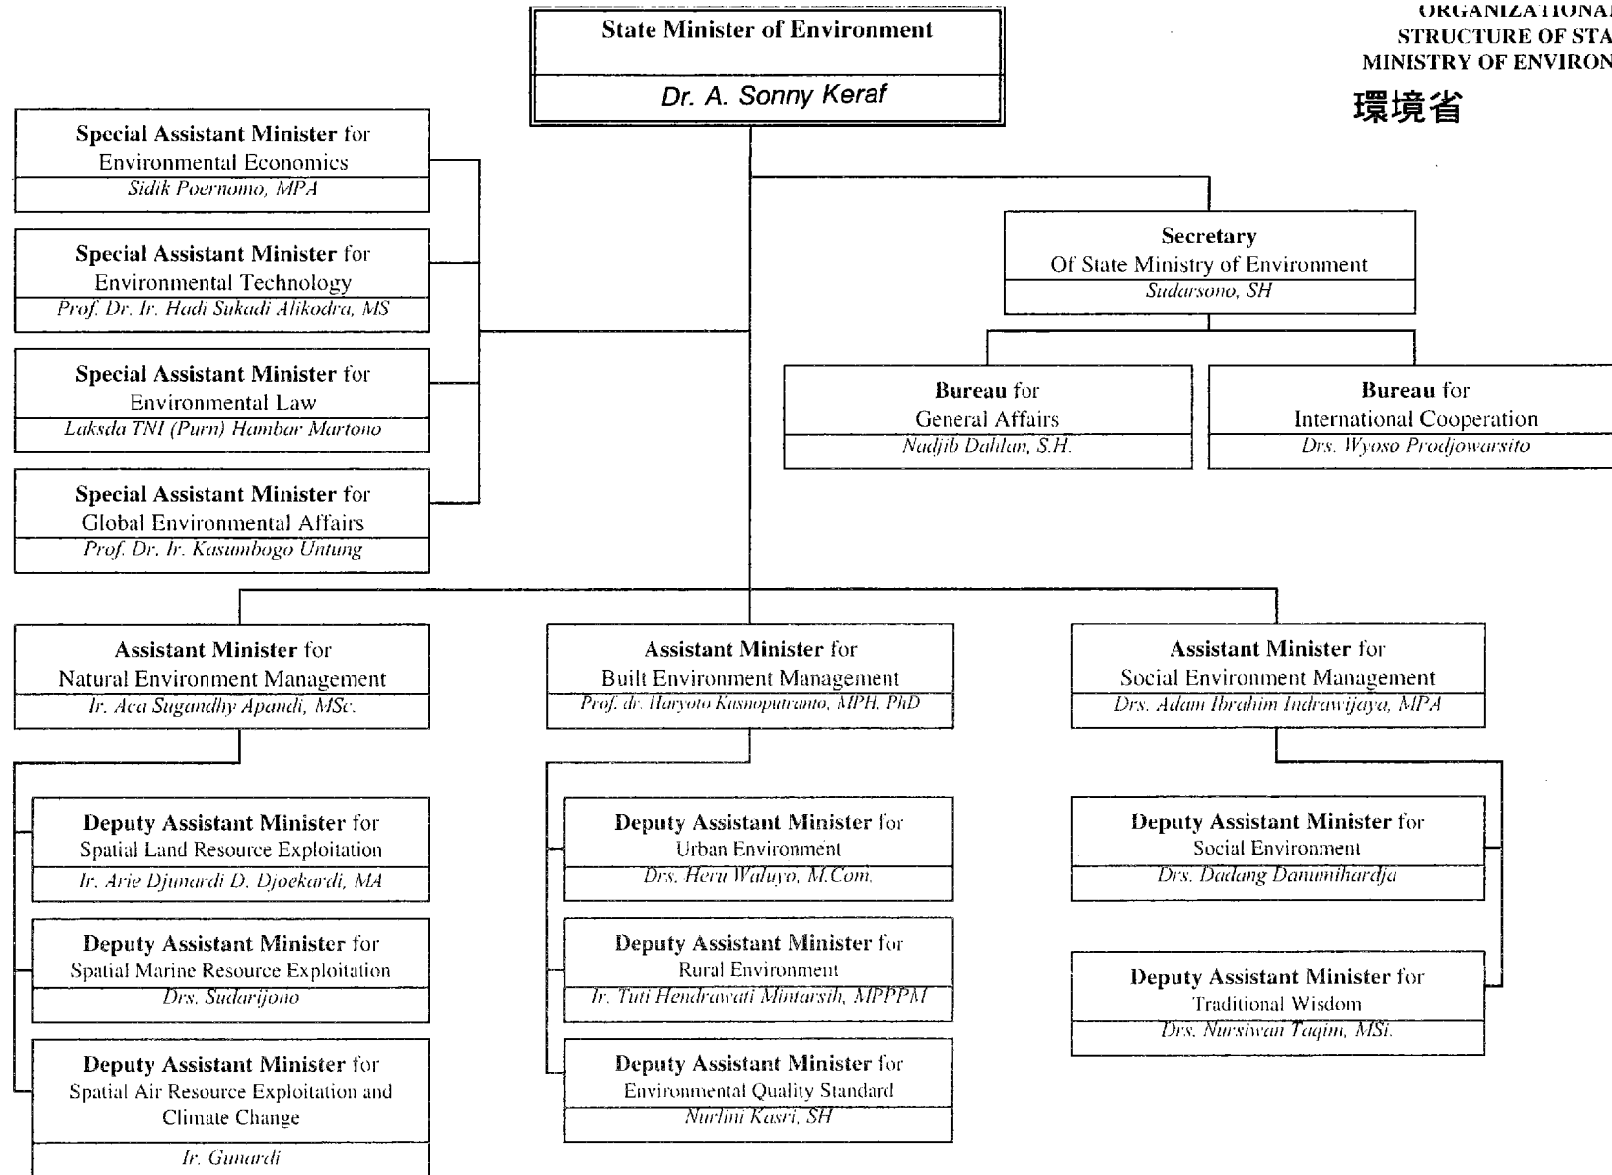 State Minister of Environment
Dr. A. Sonny Keraf
ORGANIZATIONAL
STRUCTURE OF STA
MINISTRY OF ENVIRON
環境省
Special Assistant Minister for
Environmental Economics
Sidik Poernomo, MPA
Special Assistant Minister for
Environmental Technology
Prof. Dr. Ir. Hadi Sukadi Alikodra, MS
Special Assistant Minister for
Environmental Law
Laksda TNI (Purn) Hambar Martono
Special Assistant Minister for
Global Environmental Affairs
Prof. Dr. Ir. Kasumbogo Untung
Secretary
Of State Ministry of Environment
Sudarsono, SH
Bureau for
General Affairs
Nadjib Dahlan, S.H.
Bureau for
International Cooperation
Drs. Wyoso Prodjowarsito
Assistant Minister for
Natural Environment Management
Ir. Aca Sugandhy Apandi, MSc.
Assistant Minister for
Built Environment Management
Prof. dr. Haryoto Kusnoputranto, MPH, PhD
Assistant Minister for
Social Environment Management
Drs. Adam Ibrahim Indrawijaya, MPA
Deputy Assistant Minister for
Spatial Land Resource Exploitation
Ir. Arie Djunardi D. Djoekardi, MA
Deputy Assistant Minister for
Spatial Marine Resource Exploitation
Drs. Sudarijono
Deputy Assistant Minister for
Spatial Air Resource Exploitation and
Climate Change
Ir. Gunardi
Deputy Assistant Minister for
Urban Environment
Drs. Heru Waluyo, M.Com.
Deputy Assistant Minister for
Rural Environment
Ir. Tuti Hendrawati Mintarsih, MPPPM
Deputy Assistant Minister for
Environmental Quality Standard
Nurlini Kasri, SH
Deputy Assistant Minister for
Social Environment
Drs. Dadang Danumihardja
Deputy Assistant Minister for
Traditional Wisdom
Drs. Nursiwan Taqim, MSi.